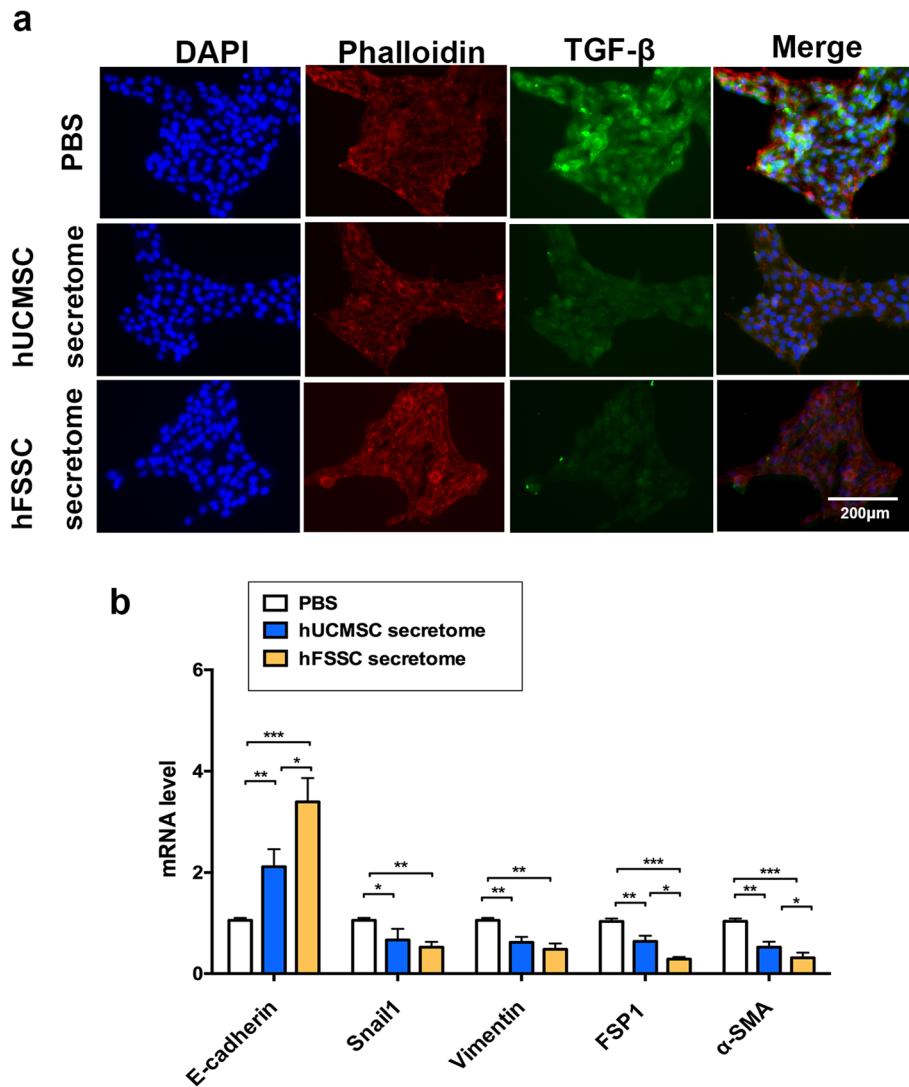 a
DAPI Phalloidin TGF-β Merge
PBS
hUCMSC
secretome
hFSSC
secretome
200μm
b
PBS
hUCMSC secretome
hFSSC secretome
mRNA level
6
4
2
0
***
** *
**
*
**
**
***
** *
***
** *
E-cadherin
Snail1
Vimentin
FSP1
α-SMA